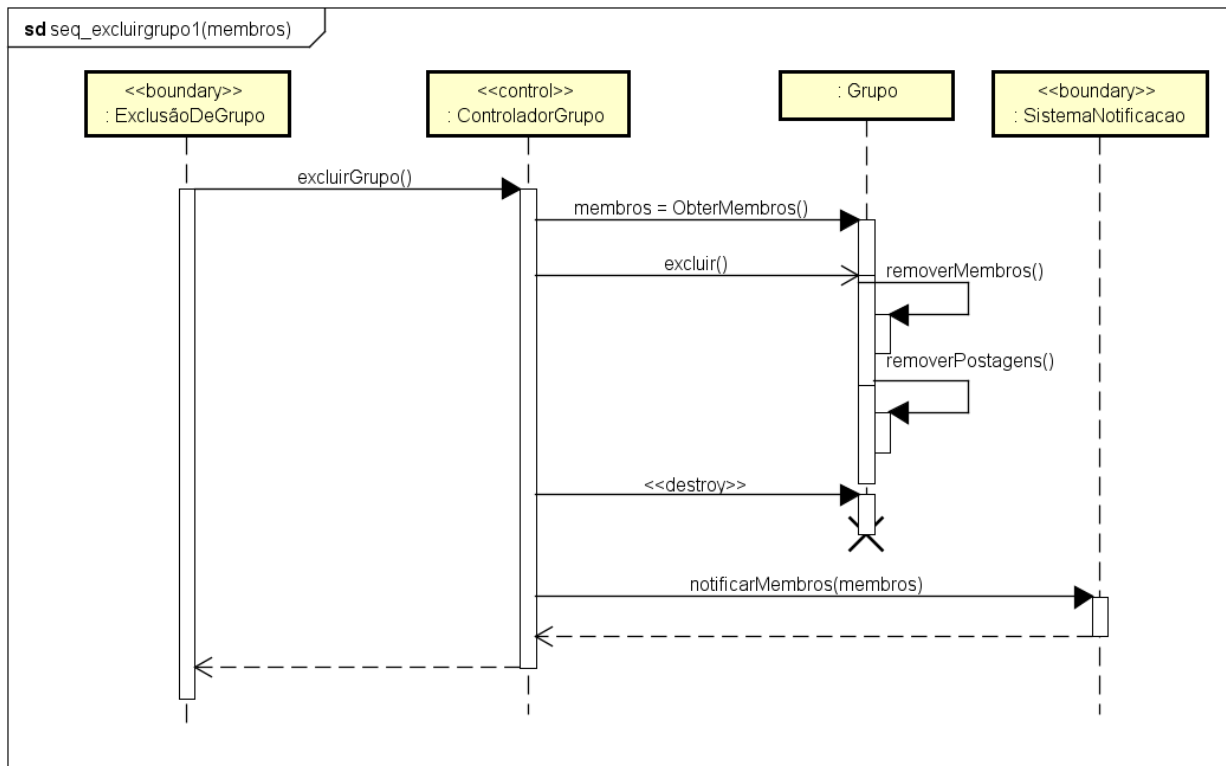 sd seq_excluirgrupo1(membros)
<<boundary>>
: ExclusãoDeGrupo
<<control>>
: ControladorGrupo
: Grupo
<<boundary>>
: SistemaNotificacao
excluirGrupo()
membros = ObterMembros()
excluir()
removerMembros()
removerPostagens()
<<destroy>>
notificarMembros(membros)